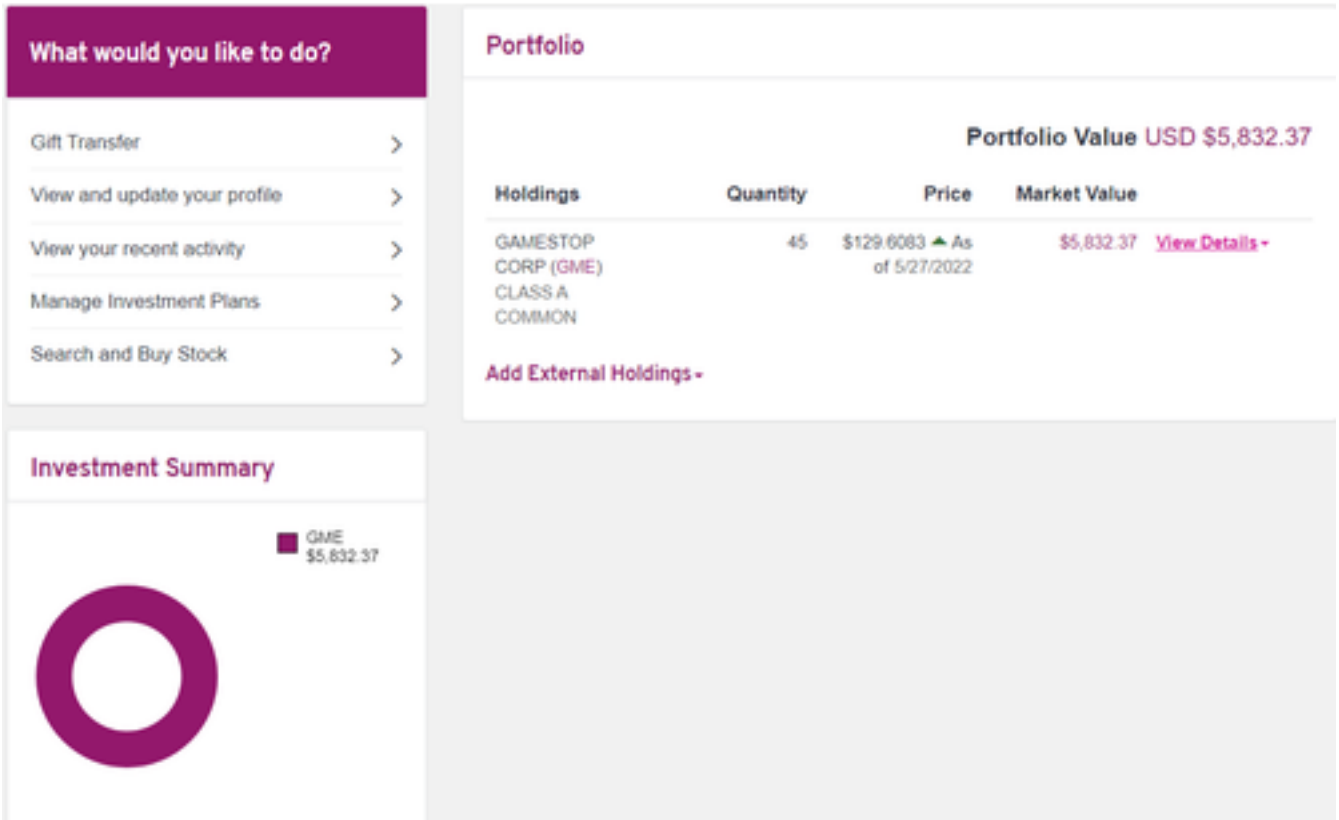 What would you like to do?
Gift Transfer
View and update your profile
View your recent activity
Manage Investment Plans
Search and Buy Stock
Investment Summary
GME
$5,832.37
Portfolio
Portfolio Value USD $5,832.37
Holdings Quantity Price Market Value
GAMESTOP 45 $129.6083 ▲ As $5,832.37 View Details
CORP (GME) of 5/27/2022
CLASS A
COMMON
Add External Holdings